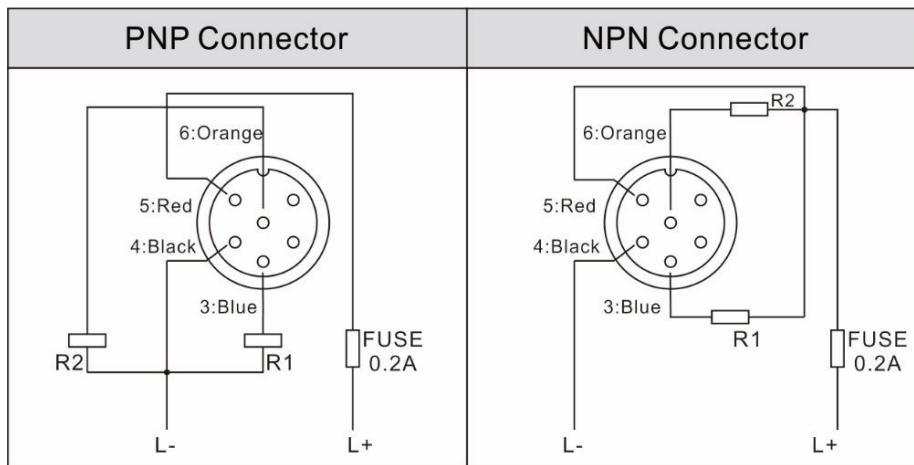 PNP Connector
6:Orange
5:Red
4:Black
3:Blue
R2
R1
FUSE
0.2A
L-
L+
NPN Connector
R2
6:Orange
5:Red
4:Black
3:Blue
R1
FUSE
0.2A
L-
L+